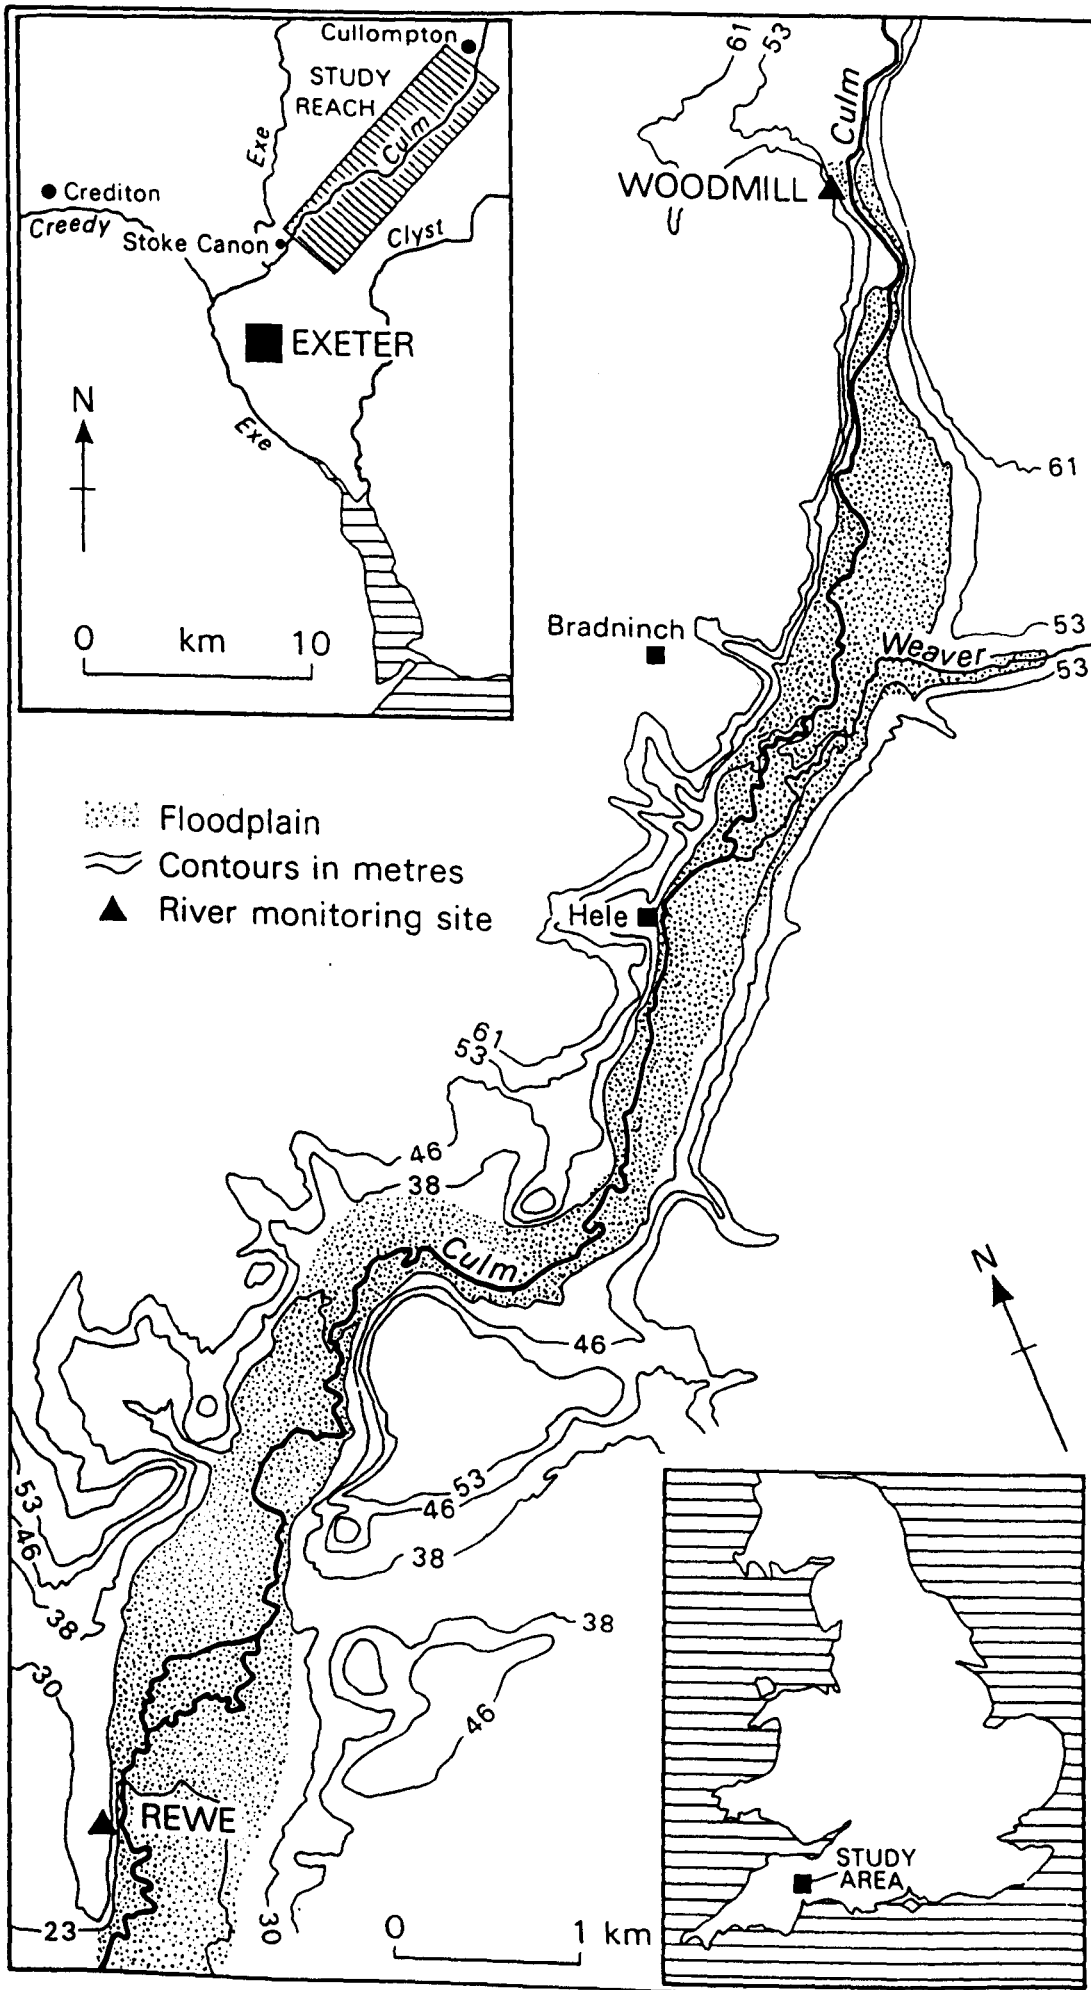 Cullompton
STUDY
REACH
Culm
Exe
Crediton
Creedy
Stoke Canon
Clyst
EXETER
N
Exe
0 km 10
61
53
Culm
WOODMILL
61
Bradninch
53
Weaver
53
Floodplain
Contours in metres
River monitoring site
Hele
61
53
46
38
Culm
N
46
53
46
38
53
46
38
38
30
46
REWE
STUDY
AREA
23
30
0 1 km